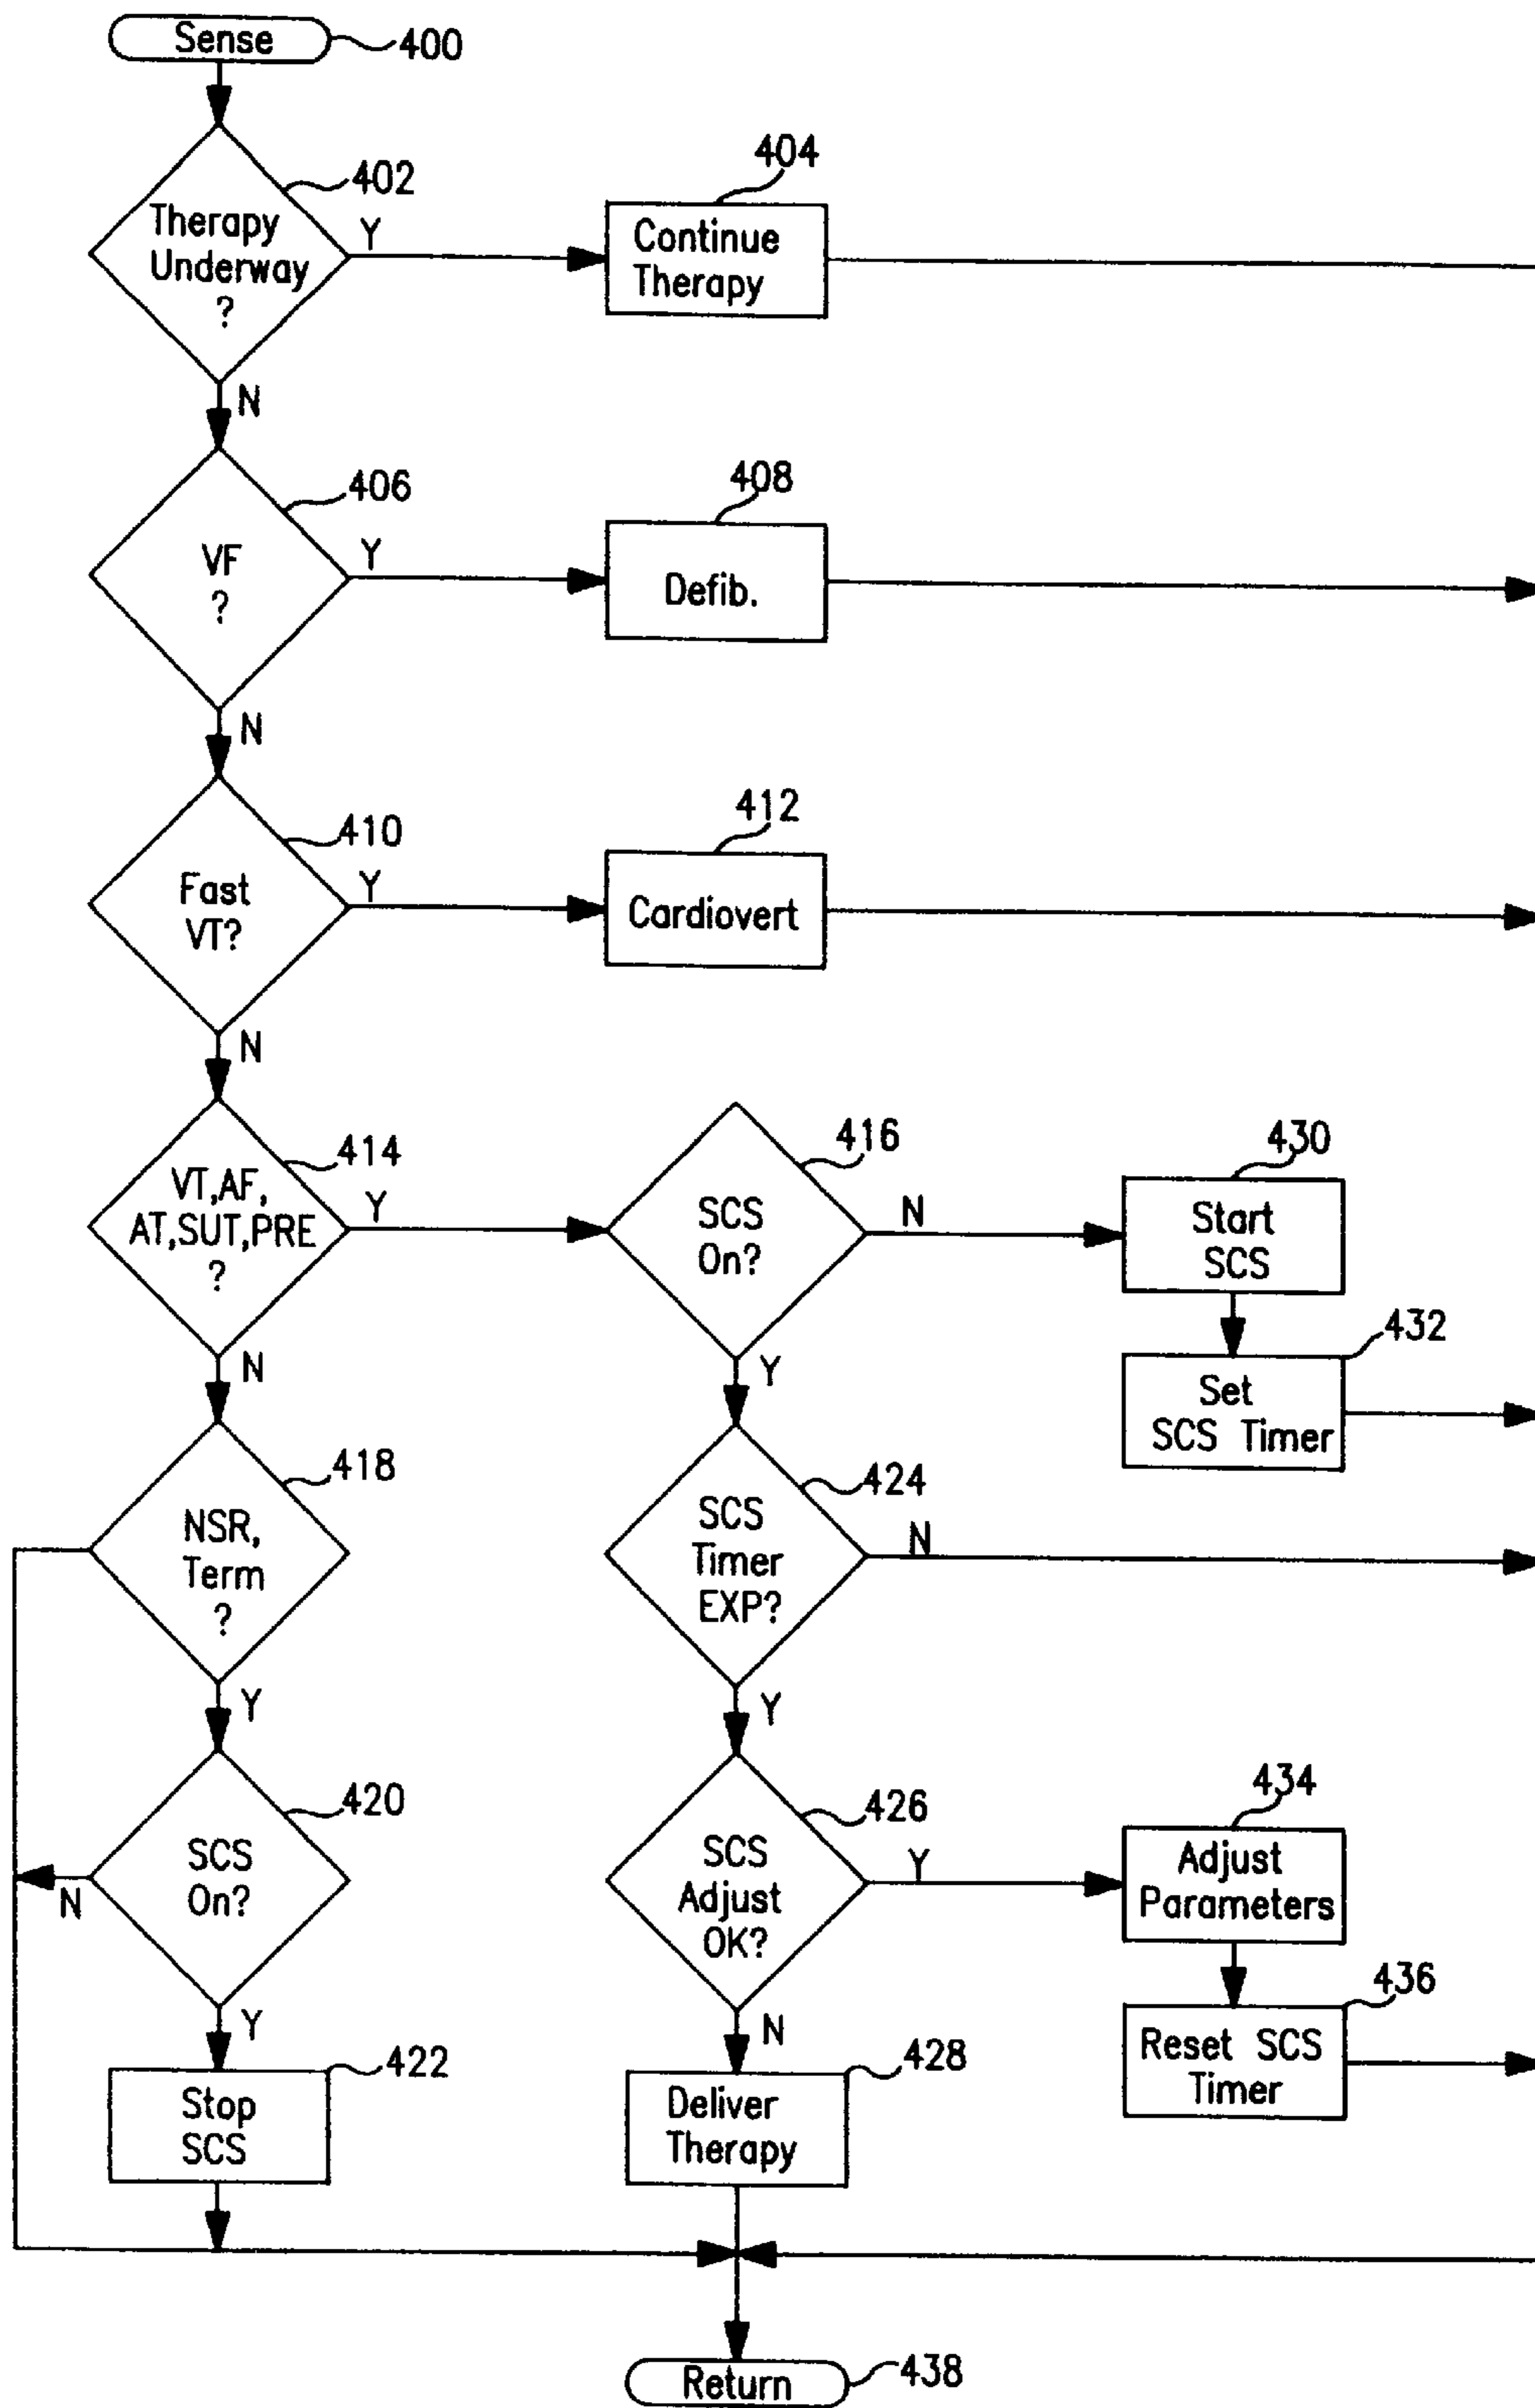 Sense
400
402
Therapy
Underway
?
Y
404
Continue
Therapy
N
406
VF
?
Y
408
Defib.
N
410
Fast
VT?
Y
412
Cardiovert
N
414
VT,AF,
AT,SUT,PRE
?
Y
416
SCS
On?
N
430
Start
SCS
432
Set
SCS Timer
N
Y
418
NSR,
Term
?
424
SCS
Timer
EXP?
N
Y
Y
420
SCS
On?
N
426
SCS
Adjust
OK?
Y
434
Adjust
Parameters
436
Reset SCS
Timer
Y
N
422
Stop
SCS
428
Deliver
Therapy
Return
438